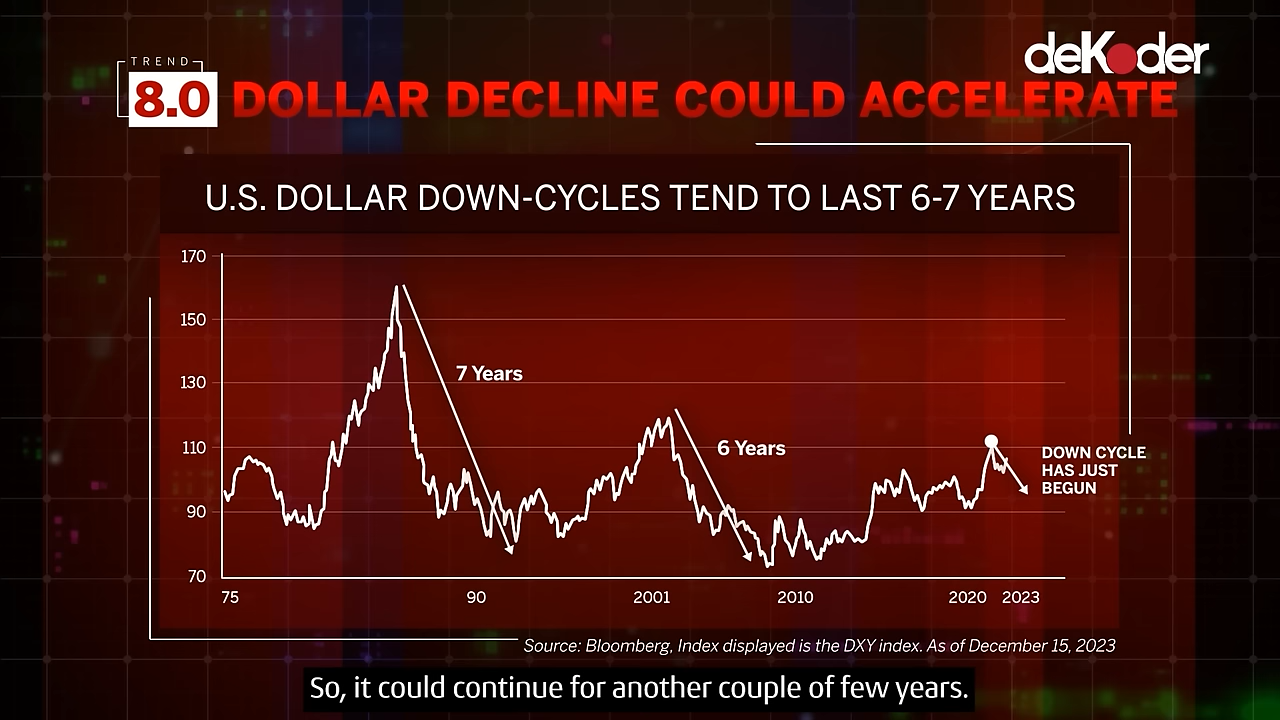 deKoder
TREND
8.0 DOLLAR DECLINE COULD ACCELERATE
U.S. DOLLAR DOWN-CYCLES TEND TO LAST 6-7 YEARS
170
150
130
110
90
70
7 Years
6 Years
DOWN CYCLE
HAS JUST
BEGUN
75 90 2001 2010 2020 2023
Source: Bloomberg, Index displayed is the DXY index. As of December 15, 2023
So, it could continue for another couple of few years.